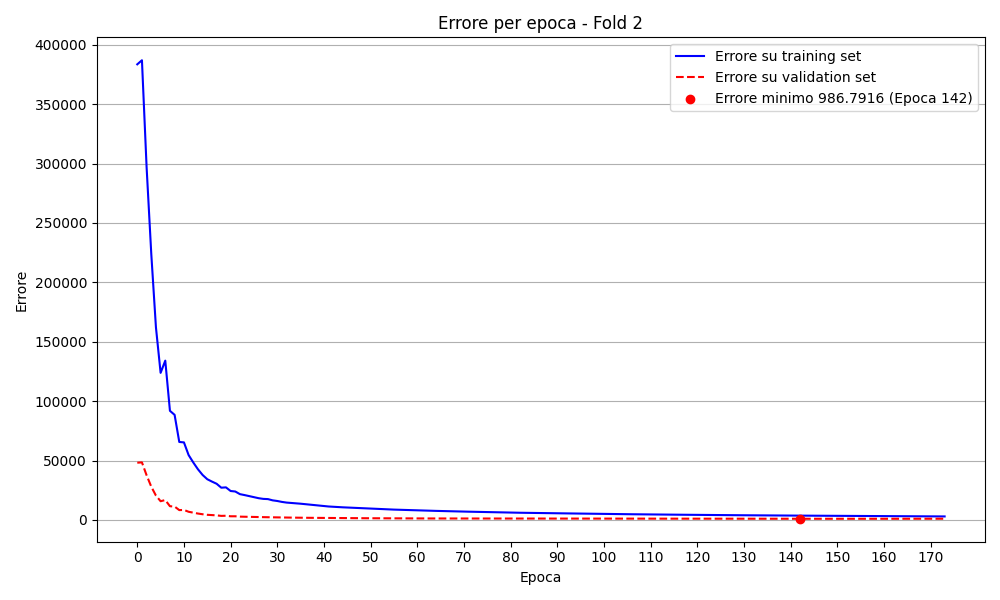 Errore per epoca - Fold 2
Errore su training set
Errore su validation set
Errore minimo 986.7916 (Epoca 142)
Errore
400000
350000
300000
250000
200000
150000
100000
50000
0
0 10 20 30 40 50 60 70 80 90 100 110 120 130 140 150 160 170
Epoca